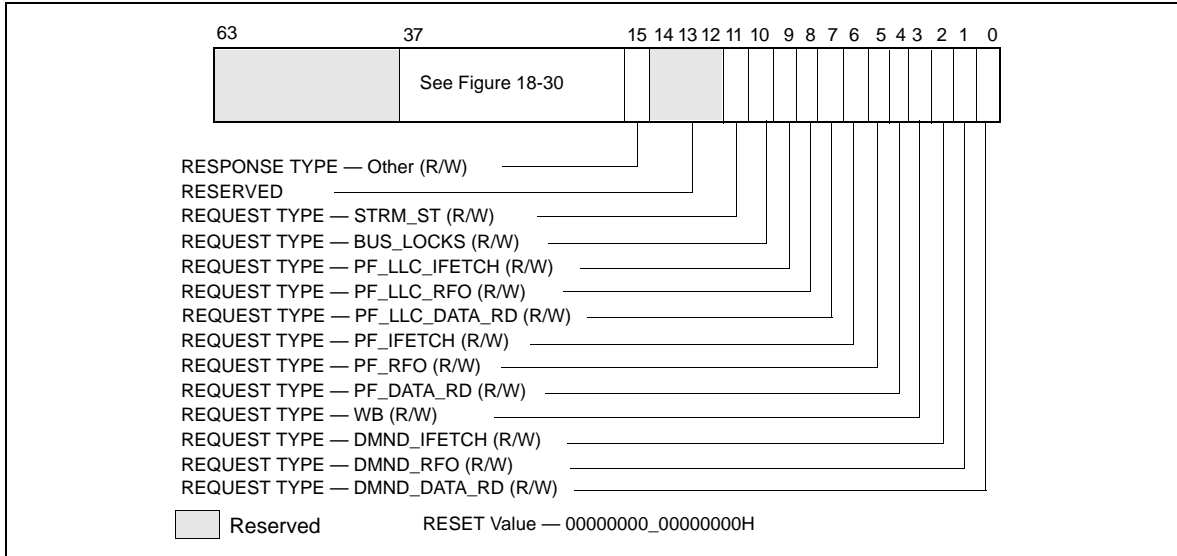 63 37 15 14 13 12 11 10 9 8 7 6 5 4 3 2 1 0
See Figure 18-30
RESPONSE TYPE — Other (R/W)
RESERVED
REQUEST TYPE — STRM_ST (R/W)
REQUEST TYPE — BUS_LOCKS (R/W)
REQUEST TYPE — PF_LLC_IFETCH (R/W)
REQUEST TYPE — PF_LLC_RFO (R/W)
REQUEST TYPE — PF_LLC_DATA_RD (R/W)
REQUEST TYPE — PF_IFETCH (R/W)
REQUEST TYPE — PF_RFO (R/W)
REQUEST TYPE — PF_DATA_RD (R/W)
REQUEST TYPE — WB (R/W)
REQUEST TYPE — DMND_IFETCH (R/W)
REQUEST TYPE — DMND_RFO (R/W)
REQUEST TYPE — DMND_DATA_RD (R/W)
Reserved RESET Value — 00000000_00000000H